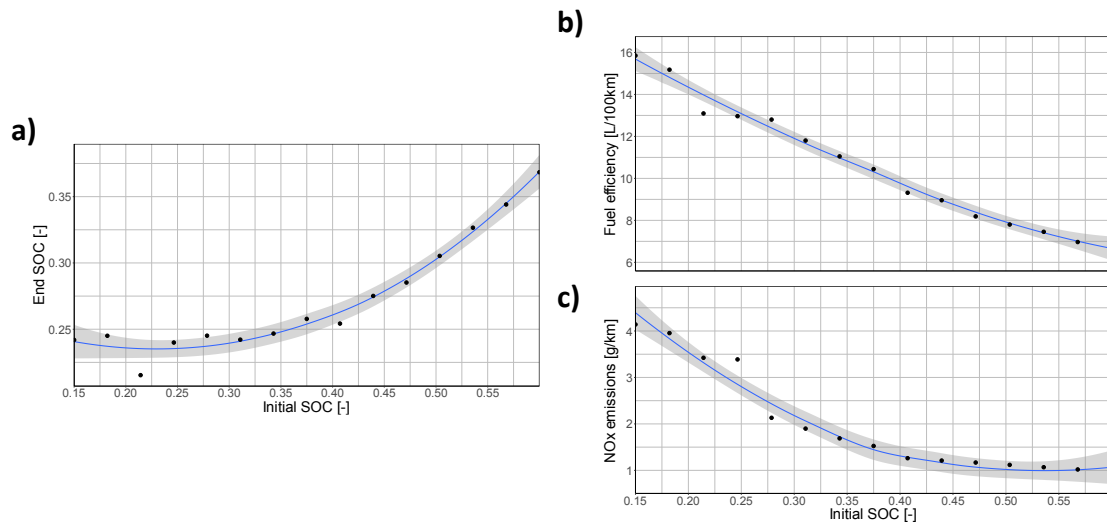 a)
End SOC [-]
0.35
0.30
0.25
0.15 0.20 0.25 0.30 0.35 0.40 0.45 0.50 0.55
Initial SOC [-]
b)
Fuel efficiency [L/100km]
16
14
12
10
8
6
c)
NOx emissions [g/km]
4
3
2
1
0.15 0.20 0.25 0.30 0.35 0.40 0.45 0.50 0.55
Initial SOC [-]